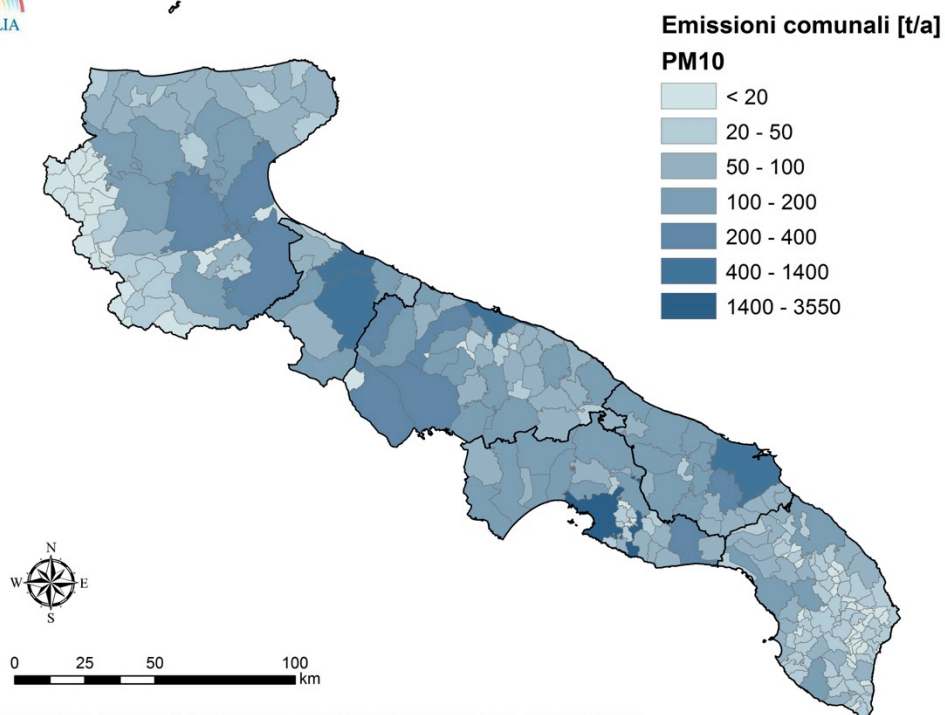 LIA
Emissioni comunali [t/a]
PM10
< 20
20 - 50
50 - 100
100 - 200
200 - 400
400 - 1400
1400 - 3550
N
W E
S
0 25 50 100
km